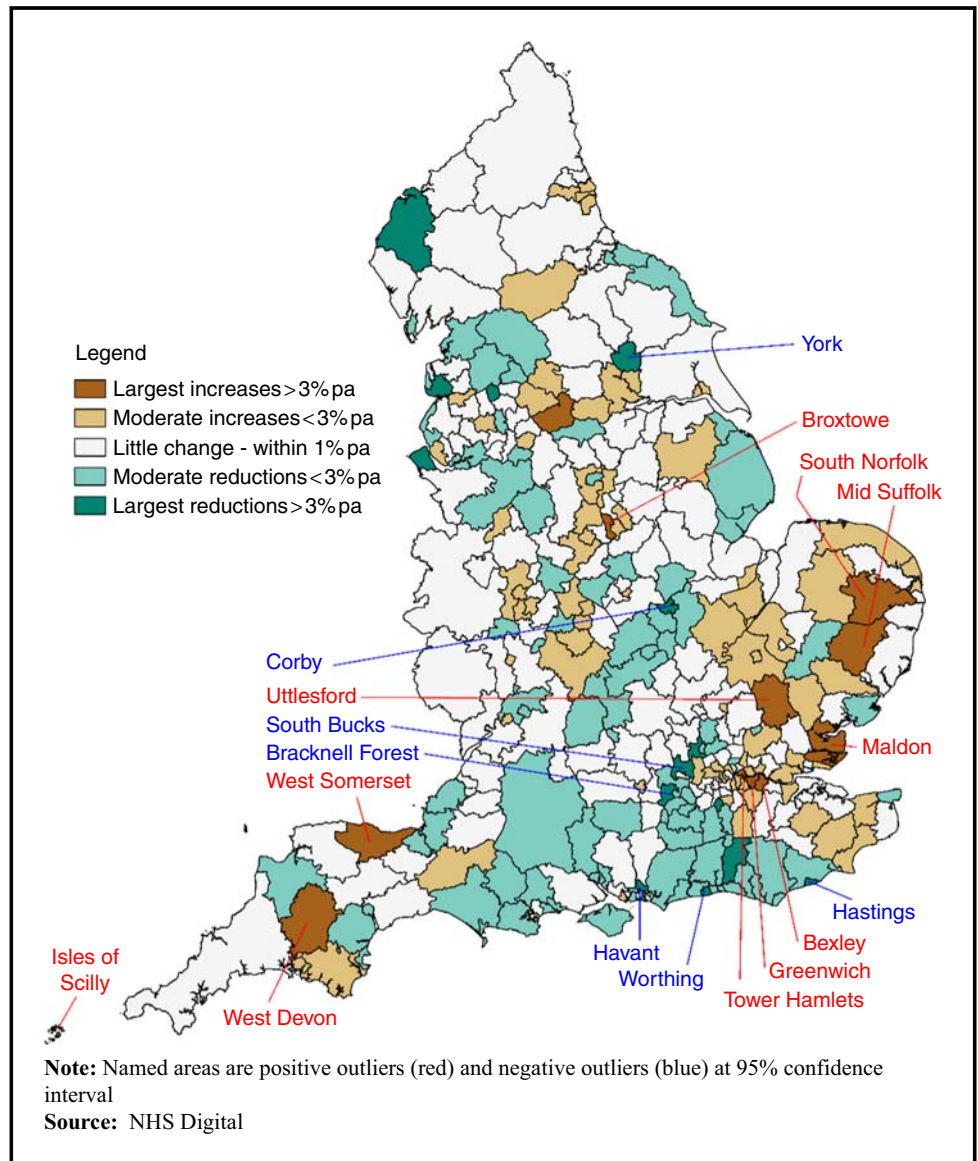 Legend
Largest increases>3%pa
Moderate increases<3%pa
Little change - within 1%pa
Moderate reductions<3%pa
Largest reductions>3%pa
York
Broxtowe
South Norfolk
Mid Suffolk
Corby
Uttlesford
South Bucks
Bracknell Forest
West Somerset
Maldon
Isles of
Scilly
West Devon
Havant
Worthing
Hastings
Bexley
Greenwich
Tower Hamlets
Note: Named areas are positive outliers (red) and negative outliers (blue) at 95% confidence
interval
Source: NHS Digital